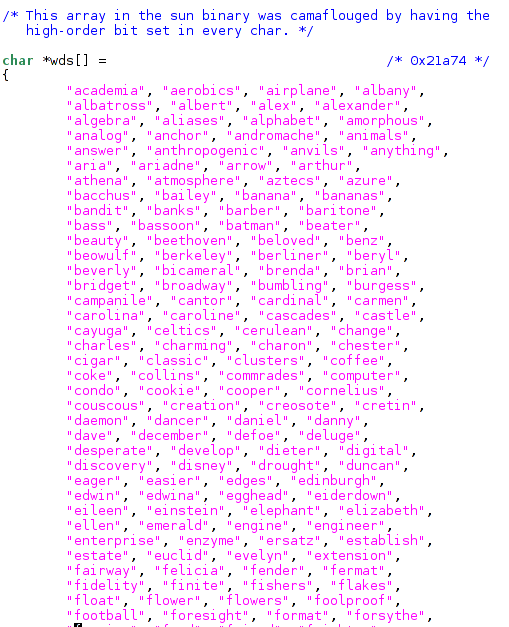 /* This array in the sun binary was camaflouged by having the
high-order bit set in every char. */
char *wds[] = /* 0x21a74 */
{
"academia", "aerobics", "airplane", "albany",
"albatross", "albert", "alex", "alexander",
"algebra", "aliases", "alphabet", "amorphous",
"analog", "anchor", "andromache", "animals",
"answer", "anthropogenic", "anvils", "anything",
"aria", "ariadne", "arrow", "arthur",
"athena", "atmosphere", "aztecs", "azure",
"bacchus", "bailey", "banana", "bananas",
"bandit", "banks", "barber", "baritone",
"bass", "bassoon", "batman", "beater",
"beauty", "beethoven", "beloved", "benz",
"beowulf", "berkeley", "berliner", "beryl",
"beverly", "bicameral", "brenda", "brian",
"bridget", "broadway", "bumbling", "burgess",
"campanile", "cantor", "cardinal", "carmen",
"carolina", "caroline", "cascades", "castle",
"cayuga", "celtics", "cerulean", "change",
"charles", "charming", "charon", "chester",
"cigar", "classic", "clusters", "coffee",
"coke", "collins", "commrades", "computer",
"condo", "cookie", "cooper", "cornelius",
"couscous", "creation", "creosote", "cretin",
"daemon", "dancer", "daniel", "danny",
"dave", "december", "defoe", "deluge",
"desperate", "develop", "dieter", "digital",
"discovery", "disney", "drought", "duncan",
"eager", "easier", "edges", "edinburgh",
"edwin", "edwina", "egghead", "eiderdown",
"eileen", "einstein", "elephant", "elizabeth",
"ellen", "emerald", "engine", "engineer",
"enterprise", "enzyme", "ersatz", "establish",
"estate", "euclid", "evelyn", "extension",
"fairway", "felicia", "fender", "fermat",
"fidelity", "finite", "fishers", "flakes",
"float", "flower", "flowers", "foolproof",
"football", "foresight", "format", "forsythe",